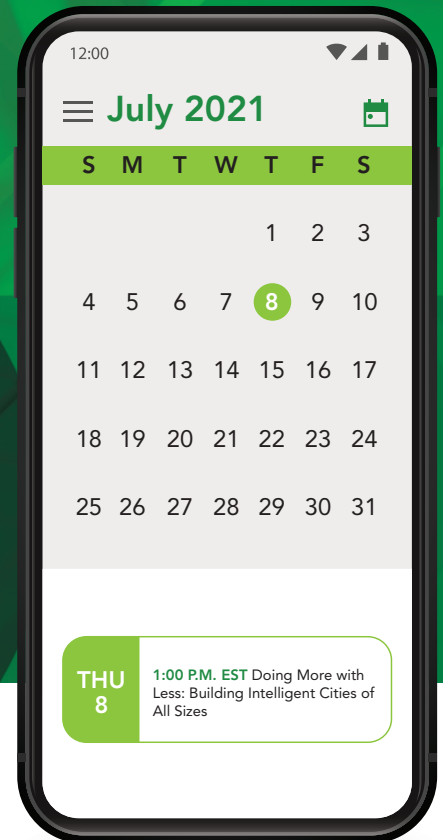 12:00
July 2021
S M T W T F S
1 2 3
4 5 6 7 8 9 10
11 12 13 14 15 16 17
18 19 20 21 22 23 24
25 26 27 28 29 30 31
THU
8
1:00 P.M. EST Doing More with
Less: Building Intelligent Cities of
All Sizes